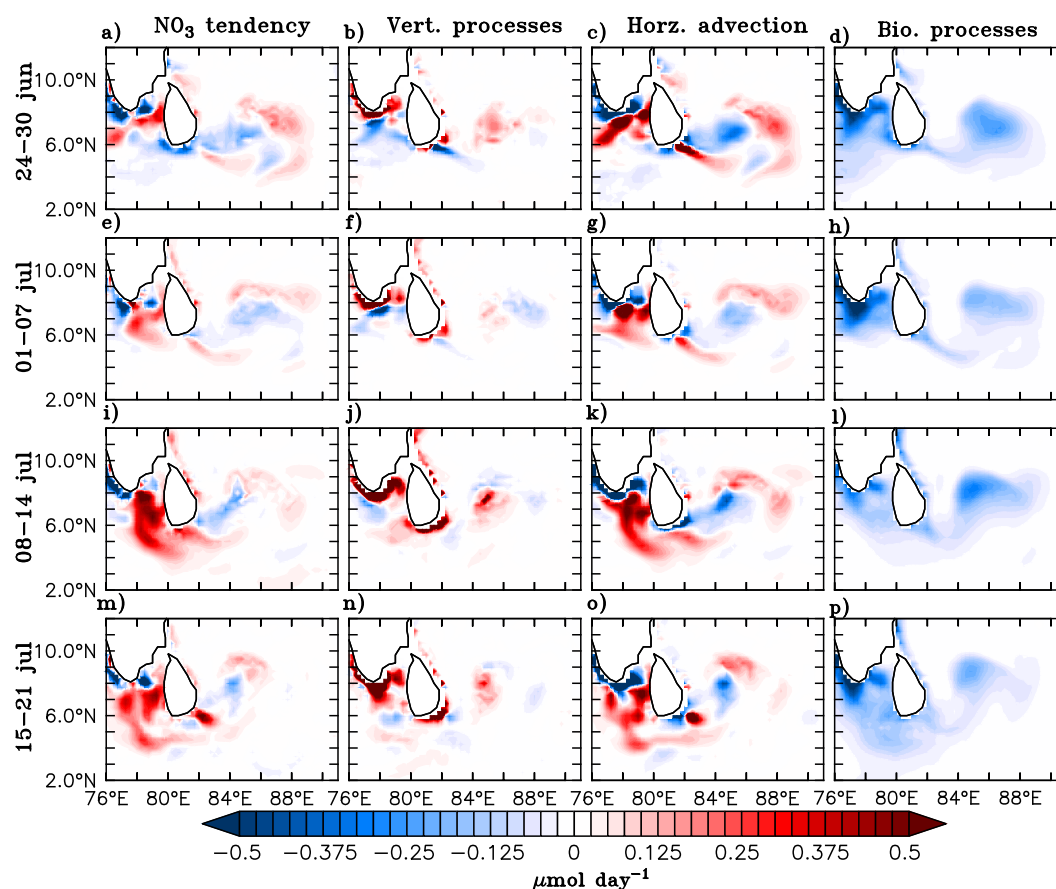 a) NO₃ tendency b) Vert. processes c) Horz. advection d) Bio. processes
24–30 jun
10.0°N
6.0°N
2.0°N
e) f) g) h)
01–07 jul
10.0°N
6.0°N
2.0°N
i) j) k) l)
08–14 jul
10.0°N
6.0°N
2.0°N
m) n) o) p)
15–21 jul
10.0°N
6.0°N
2.0°N
76°E 80°E 84°E 88°E 76°E 80°E 84°E 88°E 76°E 80°E 84°E 88°E 76°E 80°E 84°E 88°E
−0.5 −0.375 −0.25 −0.125 0 0.125 0.25 0.375 0.5
μmol day⁻¹